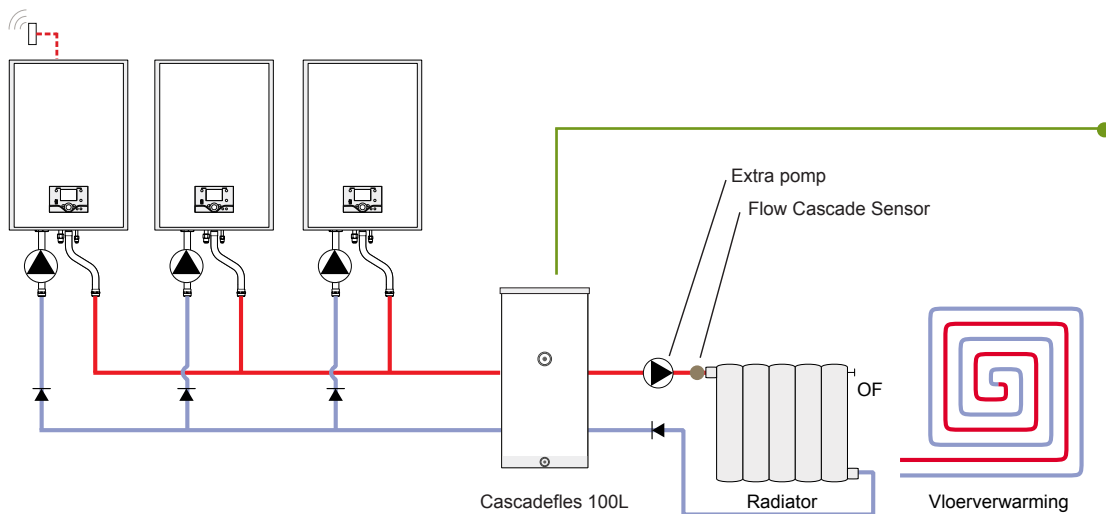 Extra pomp
Flow Cascade Sensor
OF
Cascadefles 100L
Radiator
Vloerverwarming